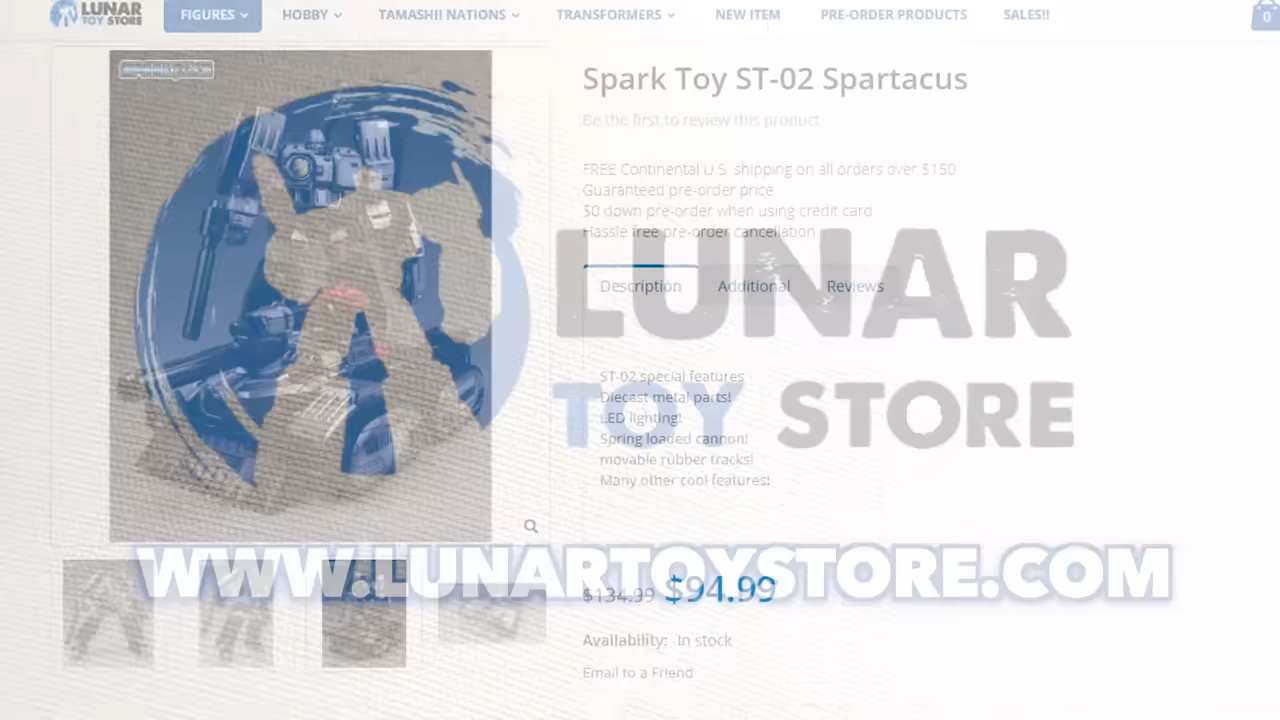 LUNAR
TOY STORE
FIGURES
HOBBY
TAMASHII NATIONS
TRANSFORMERS
NEW ITEM
PRE-ORDER PRODUCTS
SALES!!
0
Spark Toy ST-02 Spartacus
Be the first to review this product
FREE Continental U.S. shipping on all orders over $150
Guaranteed pre-order price
$0 down pre-order when using credit card
Hassle free pre-order cancellation
LUNAR
TOY STORE
Description
Additional
Reviews
ST-02 special features
Diecast metal parts!
LED lighting!
Spring loaded cannon!
movable rubber tracks!
Many other cool features!
WWW.LUNARTOYSTORE.COM
$134.99 $94.99
Availability: In stock
Email to a Friend